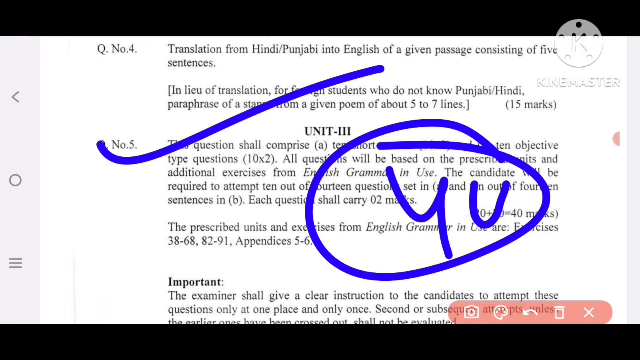 Q. No.4. Translation from Hindi/Punjabi into English of a given passage consisting of five
sentences.
KINEMASTER
[In lieu of translation, for foreign students who do not know Punjabi/Hindi,
paraphrase of a stanza from a given poem of about 5 to 7 lines.] (15 marks)
UNIT-III
No.5. This question shall comprise (a) ten short ten objective
type questions (10x2). All questions will be based on the prescribed units and
additional exercises from English Grammar in Use. The candidate will be
required to attempt ten out of fourteen questions set in (a) and ten out of fourteen
sentences in (b). Each question shall carry 02 marks.
40
20+20=40 marks)
The prescribed units and exercises from English Grammar in Use are: Exercises
38-68, 82-91, Appendices 5-6.
Important:
The examiner shall give a clear instruction to the candidates to attempt these
questions only at one place and only once. Second or subsequent attempts, unless
the earlier ones have been crossed out, shall not be evaluated.